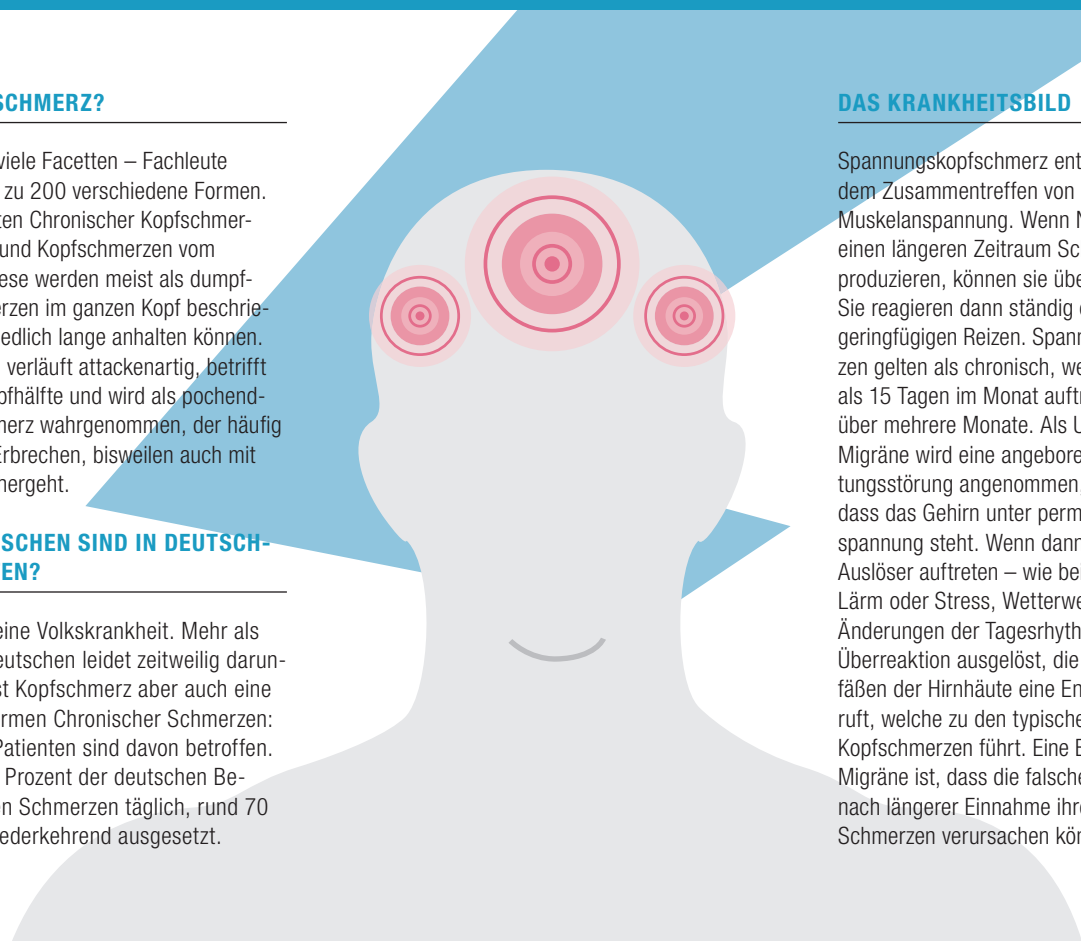 SCHMERZ?
viele Facetten – Fachleute
zu 200 verschiedene Formen.
ten Chronischer Kopfschmer-
und Kopfschmerzen vom
ese werden meist als dumpf-
erzen im ganzen Kopf beschrie-
edlich lange anhalten können.
verläuft attackenartig, betrifft
pfhälfte und wird als pochend-
merz wahrgenommen, der häufig
Erbrechen, bisweilen auch mit
hergeht.
SCHEN SIND IN DEUTSCH-
EN?
eine Volkskrankheit. Mehr als
eutschen leidet zeitweilig darun-
st Kopfschmerz aber auch eine
rmen Chronischer Schmerzen:
Patienten sind davon betroffen.
Prozent der deutschen Be-
en Schmerzen täglich, rund 70
ederkehrend ausgesetzt.
DAS KRANKHEITSBILD
Spannungskopfschmerz ent
dem Zusammentreffen von
Muskelanspannung. Wenn N
einen längeren Zeitraum Sc
produzieren, können sie übe
Sie reagieren dann ständig
geringfügigen Reizen. Spann
zen gelten als chronisch, we
als 15 Tagen im Monat auftr
über mehrere Monate. Als U
Migräne wird eine angebore
tungsstörung angenommen,
dass das Gehirn unter perm
spannung steht. Wenn dann
Auslöser auftreten – wie bei
Lärm oder Stress, Wetterwe
Änderungen der Tagesrhyth
Überreaktion ausgelöst, die
fäßen der Hirnhäute eine En
ruft, welche zu den typische
Kopfschmerzen führt. Eine B
Migräne ist, dass die falsche
nach längerer Einnahme ihre
Schmerzen verursachen kön